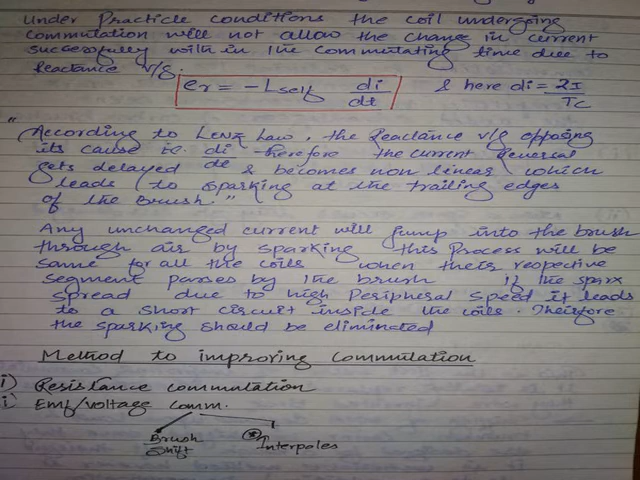 Under Practicle conditions the coil undergoing
commutation will not allow the change in current
successfully with in the commutating time due to
Reactance v/g.
er = - Lself di/dt & here di = 2I/Tc
"According to Lenz Law, the Reactance v/g opposing
its cause i.e. di/dt therefore the current Reversal
gets delayed & becomes non linear which
leads to sparking at the trailing edges
of the brush."
Any unchanged current will jump into the brush
through air by sparking this process will be
same for all the coils when their respective
segment parses by the brush if the spark
spread due to high Peripheral speed it leads
to a short circuit inside the coils. Therefore
the sparking should be eliminated
Method to improving Commutation
i) Resistance commutation
i) Emf/voltage comm.
Brush Interpoles
shift